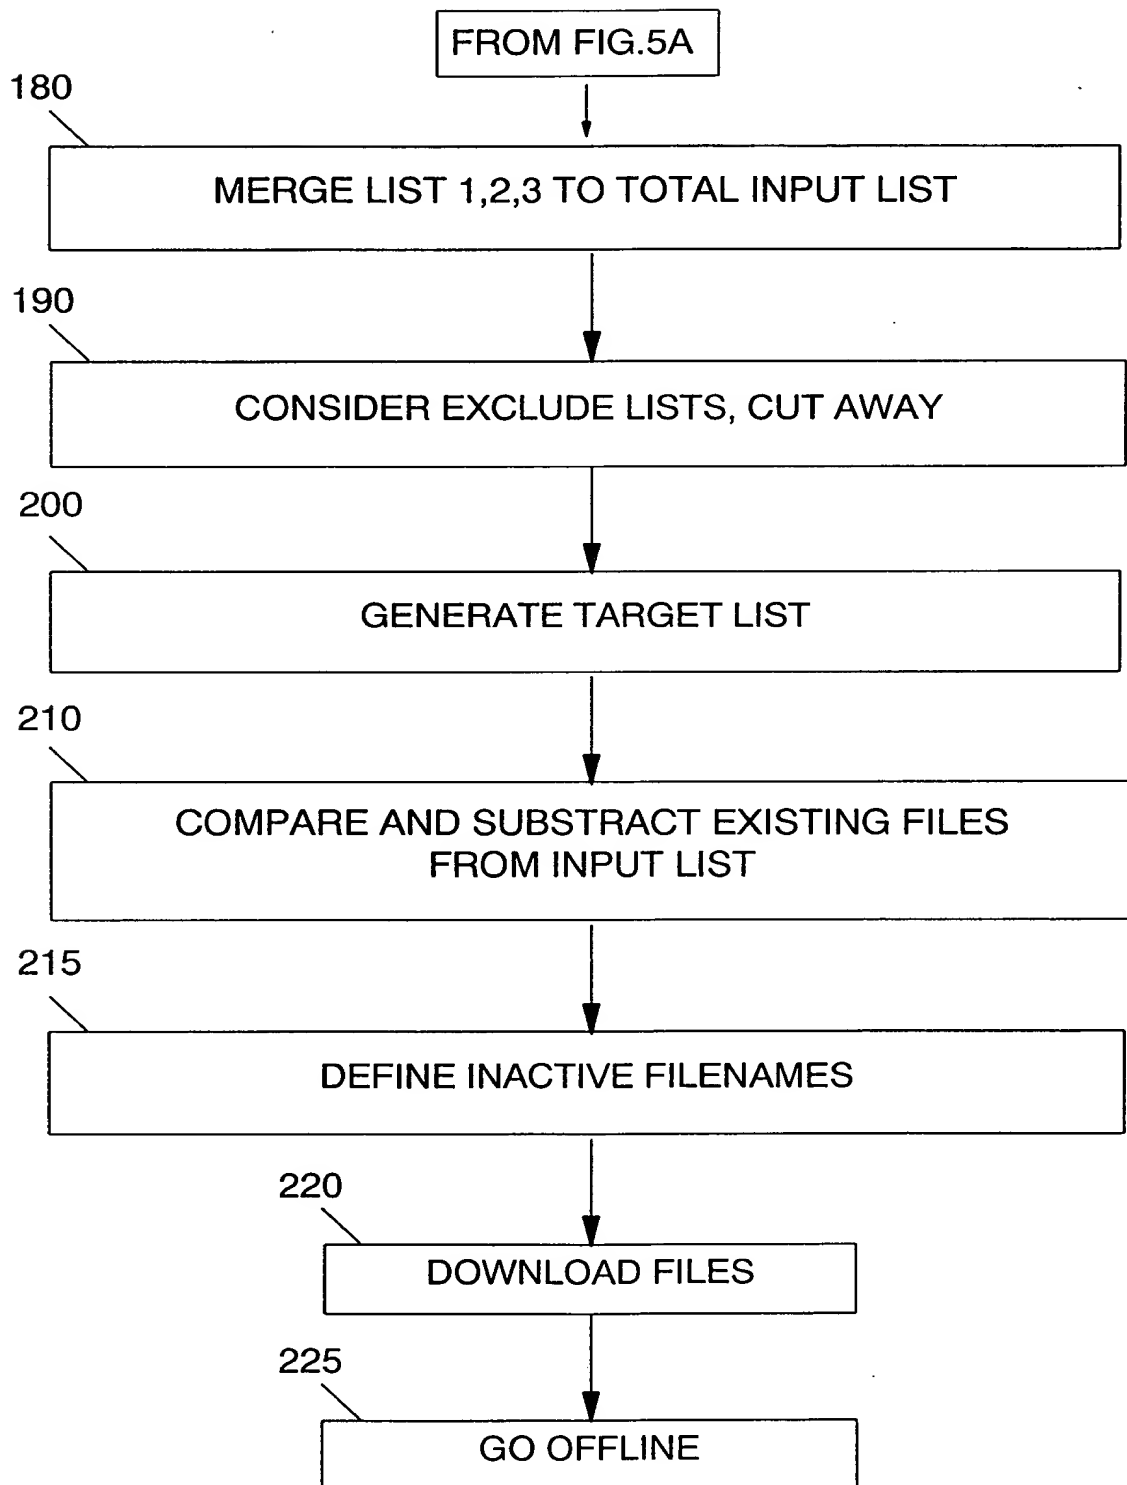 FROM FIG.5A
180
MERGE LIST 1,2,3 TO TOTAL INPUT LIST
190
CONSIDER EXCLUDE LISTS, CUT AWAY
200
GENERATE TARGET LIST
210
COMPARE AND SUBSTRACT EXISTING FILES
FROM INPUT LIST
215
DEFINE INACTIVE FILENAMES
220
DOWNLOAD FILES
225
GO OFFLINE